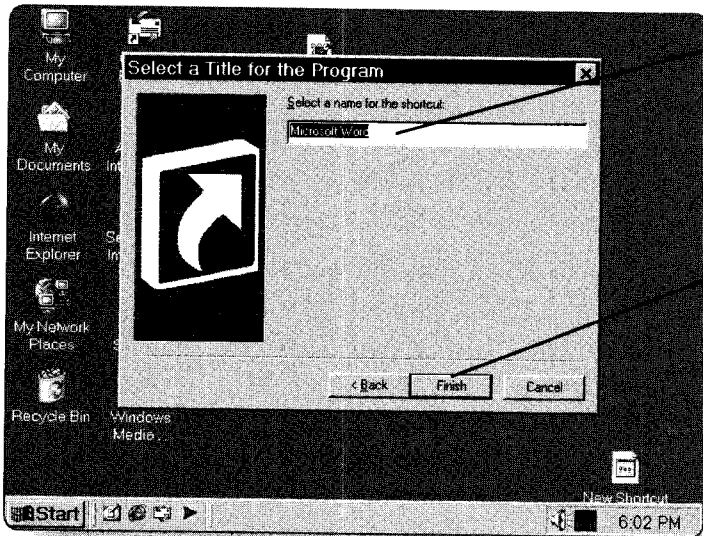 My
Computer
Select a Title for the Program
Select a name for the shortcut:
Microsoft Word
My
Documents
Internet
Explorer
My Network
Places
Recycle Bin
Windows
Media ...
< Back
Finish
Cancel
New Shortcut
Start
6:02 PM